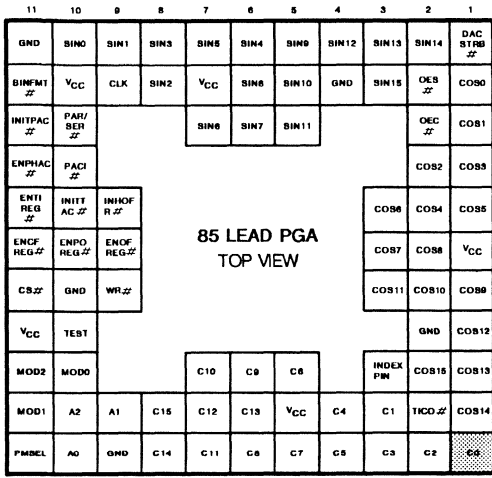 11 10 9 8 7 6 5 4 3 2 1
GND SIN0 SIN1 SIN3 SIN5 SIN4 SIN9 SIN12 SIN13 SIN14 DAC STRB #
BINFMT # VCC CLK SIN2 VCC SIN8 SIN10 GND SIN15 OES # COS0
INITPAC # PAR/ SER # SIN6 SIN7 SIN11 OEC # COS1
ENPHAC # PACI # COS2 COS3
ENTI REG # INITT AC # INHOF R # COS6 COS4 COS5
ENCF REG # ENPO REG # ENOF REG # 85 LEAD PGA COS7 COS8 VCC
TOP VIEW
CS # GND WR # COS11 COS10 COS9
VCC TEST GND COS12
MOD2 MOD0 C10 C9 C6 INDEX PIN COS15 COS13
MOD1 A2 A1 C15 C12 C13 VCC C4 C1 TICO # COS14
PMSEL A0 GND C14 C11 C8 C7 C5 C3 C2 C0